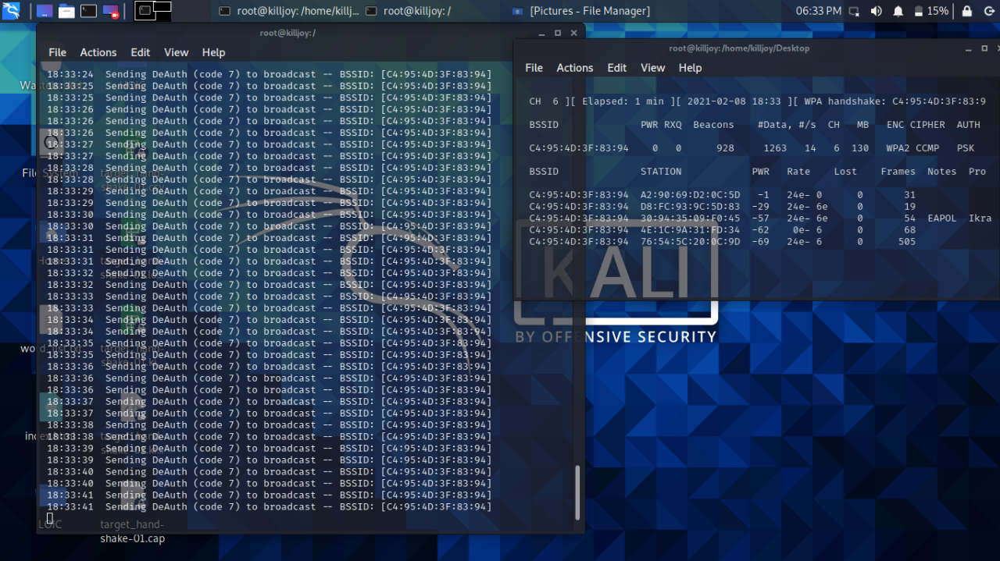 root@killjoy: /home/killj...
root@killjoy: /
[Pictures - File Manager]
06:33 PM
15%
root@killjoy: /
File Actions Edit View Help
18:33:24 Sending DeAuth (code 7) to broadcast -- BSSID: [C4:95:4D:3F:83:94]
18:33:25 Sending DeAuth (code 7) to broadcast -- BSSID: [C4:95:4D:3F:83:94]
18:33:25 Sending DeAuth (code 7) to broadcast -- BSSID: [C4:95:4D:3F:83:94]
18:33:26 Sending DeAuth (code 7) to broadcast -- BSSID: [C4:95:4D:3F:83:94]
18:33:26 Sending DeAuth (code 7) to broadcast -- BSSID: [C4:95:4D:3F:83:94]
18:33:26 Sending DeAuth (code 7) to broadcast -- BSSID: [C4:95:4D:3F:83:94]
18:33:27 Sending DeAuth (code 7) to broadcast -- BSSID: [C4:95:4D:3F:83:94]
18:33:27 Sending DeAuth (code 7) to broadcast -- BSSID: [C4:95:4D:3F:83:94]
18:33:28 Sending DeAuth (code 7) to broadcast -- BSSID: [C4:95:4D:3F:83:94]
18:33:28 Sending DeAuth (code 7) to broadcast -- BSSID: [C4:95:4D:3F:83:94]
18:33:29 Sending DeAuth (code 7) to broadcast -- BSSID: [C4:95:4D:3F:83:94]
18:33:29 Sending DeAuth (code 7) to broadcast -- BSSID: [C4:95:4D:3F:83:94]
18:33:30 Sending DeAuth (code 7) to broadcast -- BSSID: [C4:95:4D:3F:83:94]
18:33:30 Sending DeAuth (code 7) to broadcast -- BSSID: [C4:95:4D:3F:83:94]
18:33:31 Sending DeAuth (code 7) to broadcast -- BSSID: [C4:95:4D:3F:83:94]
18:33:31 Sending DeAuth (code 7) to broadcast -- BSSID: [C4:95:4D:3F:83:94]
18:33:31 Sending DeAuth (code 7) to broadcast -- BSSID: [C4:95:4D:3F:83:94]
18:33:32 Sending DeAuth (code 7) to broadcast -- BSSID: [C4:95:4D:3F:83:94]
18:33:32 Sending DeAuth (code 7) to broadcast -- BSSID: [C4:95:4D:3F:83:94]
18:33:33 Sending DeAuth (code 7) to broadcast -- BSSID: [C4:95:4D:3F:83:94]
18:33:33 Sending DeAuth (code 7) to broadcast -- BSSID: [C4:95:4D:3F:83:94]
18:33:34 Sending DeAuth (code 7) to broadcast -- BSSID: [C4:95:4D:3F:83:94]
18:33:34 Sending DeAuth (code 7) to broadcast -- BSSID: [C4:95:4D:3F:83:94]
18:33:35 Sending DeAuth (code 7) to broadcast -- BSSID: [C4:95:4D:3F:83:94]
18:33:35 Sending DeAuth (code 7) to broadcast -- BSSID: [C4:95:4D:3F:83:94]
18:33:36 Sending DeAuth (code 7) to broadcast -- BSSID: [C4:95:4D:3F:83:94]
18:33:36 Sending DeAuth (code 7) to broadcast -- BSSID: [C4:95:4D:3F:83:94]
18:33:36 Sending DeAuth (code 7) to broadcast -- BSSID: [C4:95:4D:3F:83:94]
18:33:37 Sending DeAuth (code 7) to broadcast -- BSSID: [C4:95:4D:3F:83:94]
18:33:37 Sending DeAuth (code 7) to broadcast -- BSSID: [C4:95:4D:3F:83:94]
18:33:38 Sending DeAuth (code 7) to broadcast -- BSSID: [C4:95:4D:3F:83:94]
18:33:38 Sending DeAuth (code 7) to broadcast -- BSSID: [C4:95:4D:3F:83:94]
18:33:39 Sending DeAuth (code 7) to broadcast -- BSSID: [C4:95:4D:3F:83:94]
18:33:39 Sending DeAuth (code 7) to broadcast -- BSSID: [C4:95:4D:3F:83:94]
18:33:40 Sending DeAuth (code 7) to broadcast -- BSSID: [C4:95:4D:3F:83:94]
18:33:40 Sending DeAuth (code 7) to broadcast -- BSSID: [C4:95:4D:3F:83:94]
18:33:41 Sending DeAuth (code 7) to broadcast -- BSSID: [C4:95:4D:3F:83:94]
18:33:41 Sending DeAuth (code 7) to broadcast -- BSSID: [C4:95:4D:3F:83:94]
LOIC
target_hand-
shake-01.cap
root@killjoy: /home/killjoy/Desktop
File Actions Edit View Help
CH 6 ][ Elapsed: 1 min ][ 2021-02-08 18:33 ][ WPA handshake: C4:95:4D:3F:83:9
BSSID PWR RXQ Beacons #Data, #/s CH MB ENC CIPHER AUTH
C4:95:4D:3F:83:94 0 0 928 1263 14 6 130 WPA2 CCMP PSK
BSSID STATION PWR Rate Lost Frames Notes Pro
C4:95:4D:3F:83:94 A2:90:69:D2:0C:5D -1 24e- 0 0 31
C4:95:4D:3F:83:94 D8:FC:93:9C:5D:83 -29 24e- 6e 0 19
C4:95:4D:3F:83:94 30:94:35:09:F0:45 -57 24e- 6e 0 54 EAPOL Ikra
C4:95:4D:3F:83:94 4E:1C:9A:31:FD:34 -62 0e- 6 0 68
C4:95:4D:3F:83:94 76:54:5C:20:0C:9D -69 24e- 6 0 505
KALI
BY OFFENSIVE SECURITY